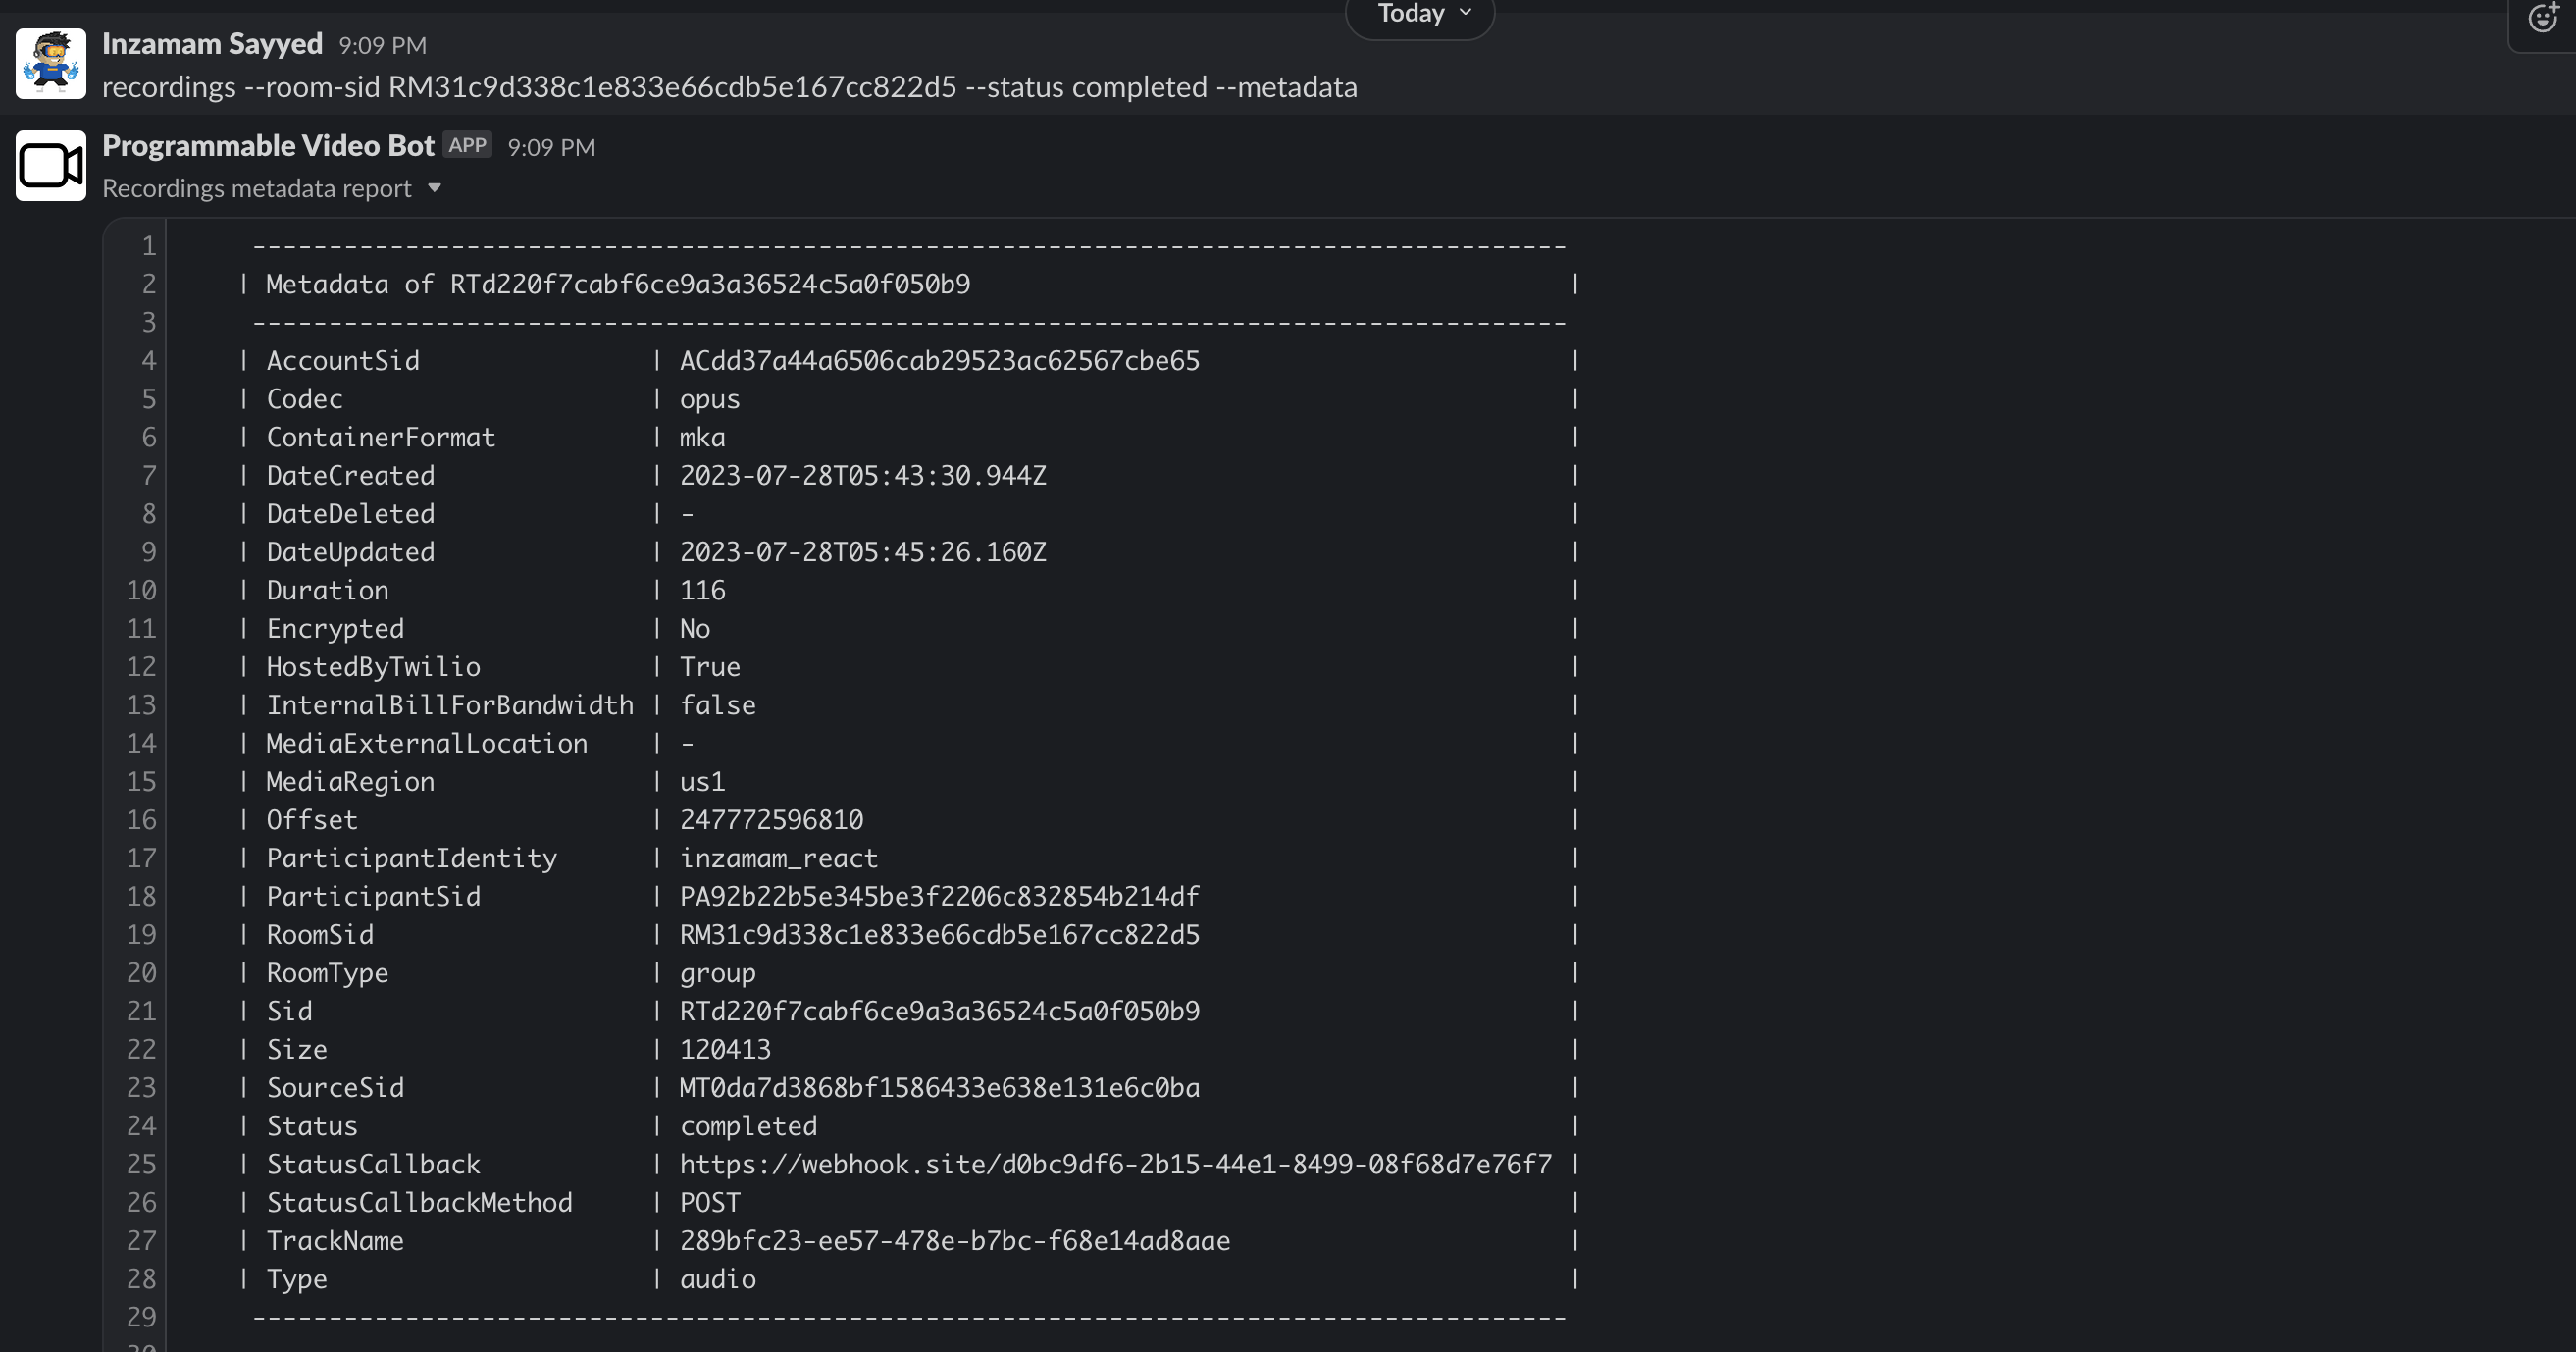 Today
Inzamam Sayyed 9:09 PM
recordings --room-sid RM31c9d338c1e833e66cdb5e167cc822d5 --status completed --metadata
Programmable Video Bot APP 9:09 PM
Recordings metadata report
1 --------------------------------------------------------------------------------------
2 | Metadata of RTd220f7cabf6ce9a3a36524c5a0f050b9 |
3 --------------------------------------------------------------------------------------
4 | AccountSid | ACdd37a44a6506cab29523ac62567cbe65 |
5 | Codec | opus |
6 | ContainerFormat | mka |
7 | DateCreated | 2023-07-28T05:43:30.944Z |
8 | DateDeleted | - |
9 | DateUpdated | 2023-07-28T05:45:26.160Z |
10 | Duration | 116 |
11 | Encrypted | No |
12 | HostedByTwilio | True |
13 | InternalBillForBandwidth | false |
14 | MediaExternalLocation | - |
15 | MediaRegion | us1 |
16 | Offset | 247772596810 |
17 | ParticipantIdentity | inzamam_react |
18 | ParticipantSid | PA92b22b5e345be3f2206c832854b214df |
19 | RoomSid | RM31c9d338c1e833e66cdb5e167cc822d5 |
20 | RoomType | group |
21 | Sid | RTd220f7cabf6ce9a3a36524c5a0f050b9 |
22 | Size | 120413 |
23 | SourceSid | MT0da7d3868bf1586433e638e131e6c0ba |
24 | Status | completed |
25 | StatusCallback | https://webhook.site/d0bc9df6-2b15-44e1-8499-08f68d7e76f7 |
26 | StatusCallbackMethod | POST |
27 | TrackName | 289bfc23-ee57-478e-b7bc-f68e14ad8aae |
28 | Type | audio |
29 --------------------------------------------------------------------------------------
30